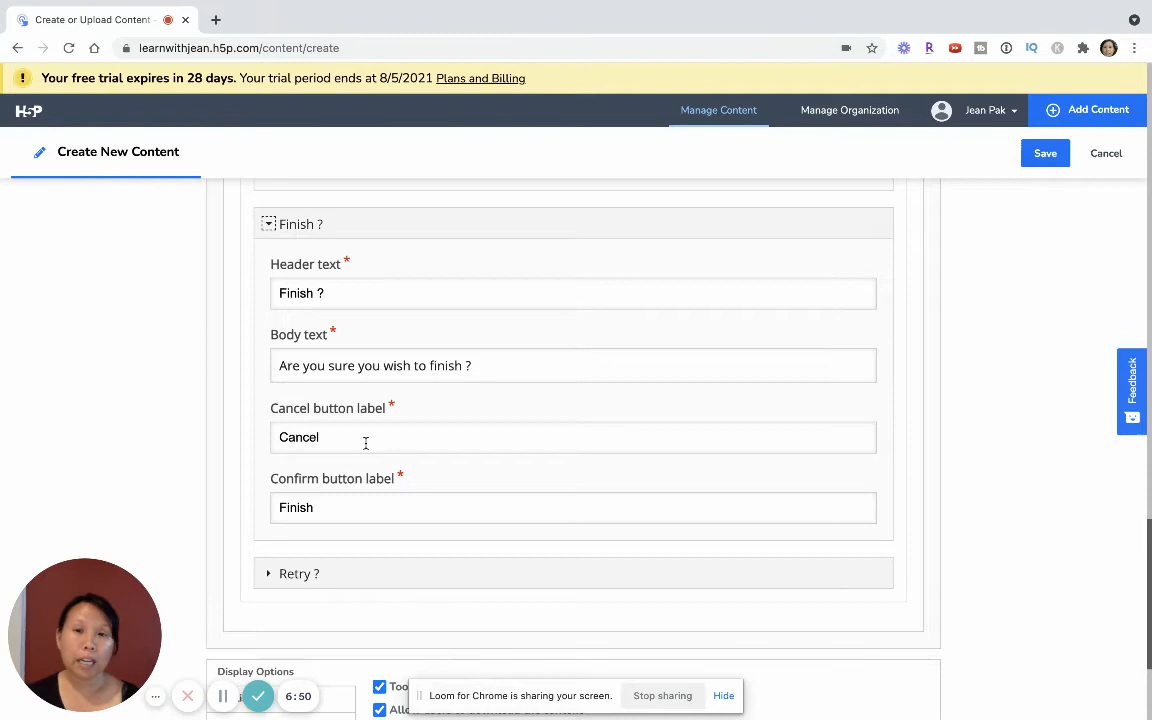 Create or Upload Content
learnwithjean.h5p.com/content/create
Your free trial expires in 28 days. Your trial period ends at 8/5/2021 Plans and Billing
H5P Manage Content Manage Organization Jean Pak Add Content
Create New Content Save Cancel
Finish ?
Header text *
Finish ?
Body text *
Are you sure you wish to finish ?
Cancel button label *
Cancel
Confirm button label *
Finish
Retry ?
Feedback
Display Options
6:50
Loom for Chrome is sharing your screen. Stop sharing Hide